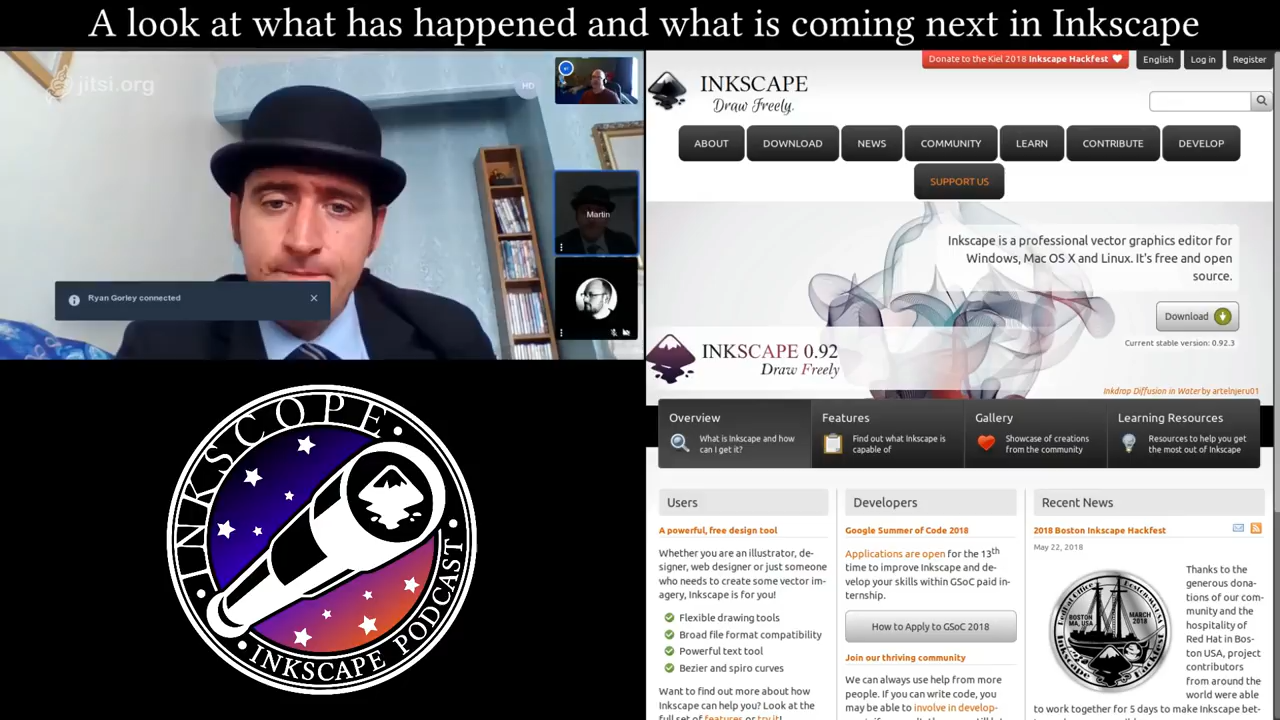 A look at what has happened and what is coming next in Inkscape
jitsi.org
HD
Martin
Ryan Gorley connected
INKSCOPE
INKSCAPE PODCAST
Donate to the Kiel 2018 Inkscape Hackfest
English
Log in
Register
INKSCAPE
Draw Freely.
ABOUT
DOWNLOAD
NEWS
COMMUNITY
LEARN
CONTRIBUTE
DEVELOP
SUPPORT US
Inkscape is a professional vector graphics editor for
Windows, Mac OS X and Linux. It's free and open
source.
Download
Current stable version: 0.92.3
INKSCAPE 0.92
Draw Freely
Inkdrop Diffusion in Water by artelnjeru01
Overview
What is Inkscape and how
can I get it?
Features
Find out what Inkscape is
capable of
Gallery
Showcase of creations
from the community
Learning Resources
Resources to help you get
the most out of Inkscape
Users
A powerful, free design tool
Whether you are an illustrator, de-
signer, web designer or just someone
who needs to create some vector im-
agery, Inkscape is for you!
Flexible drawing tools
Broad file format compatibility
Powerful text tool
Bezier and spiro curves
Want to find out more about how
Inkscape can help you? Look at the
full set of features or try it!
Developers
Google Summer of Code 2018
Applications are open for the 13th
time to improve Inkscape and de-
velop your skills within GSoC paid in-
ternship.
How to Apply to GSoC 2018
Join our thriving community
We can always use help from more
people. If you can write code, you
may be able to involve in develop-
Recent News
2018 Boston Inkscape Hackfest
May 22, 2018
BOSTON
MA, USA
MARCH
2018
Thanks to the
generous dona-
tions of our com-
munity and the
hospitality of
Red Hat in Bos-
ton USA, project
contributors
from around the
world were able
to work together for 5 days to make Inkscape bet-